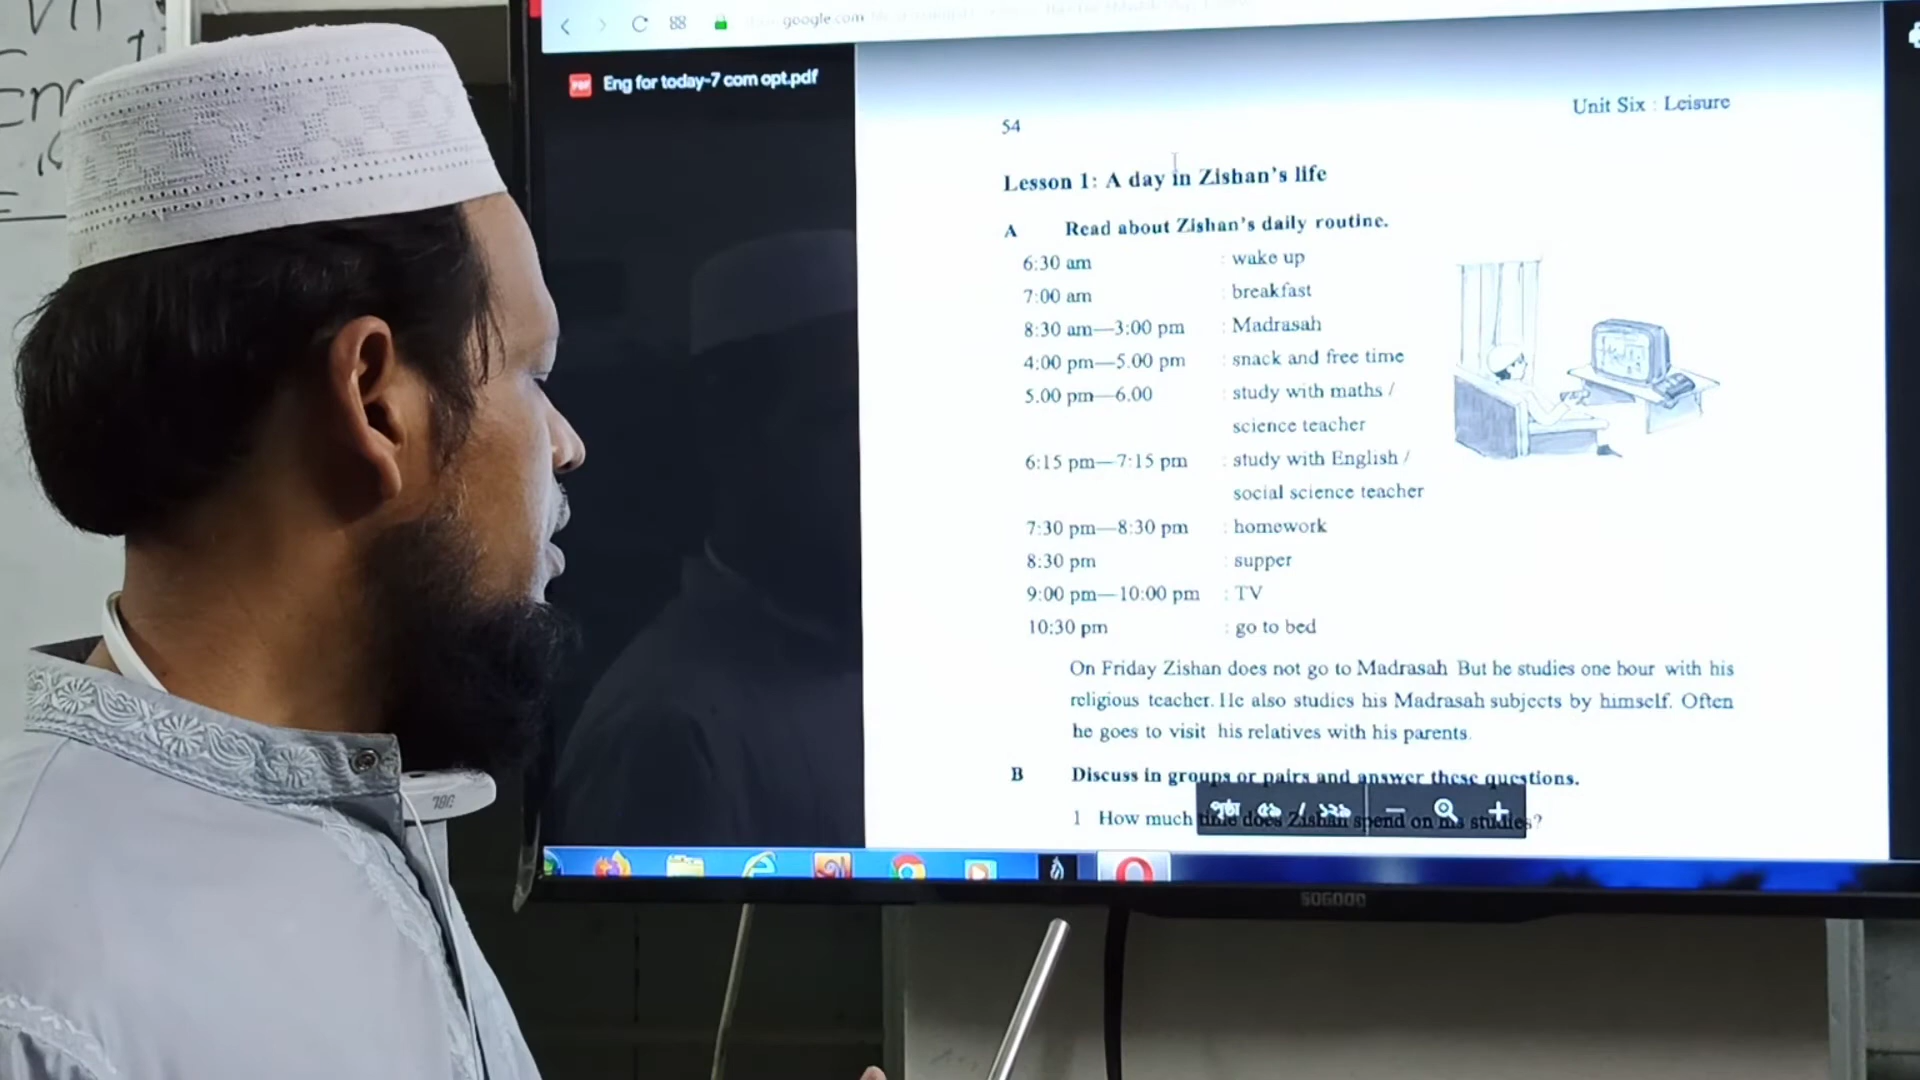 google.com
Eng for today-7 com opt.pdf
54
Unit Six : Leisure
Lesson 1: A day in Zishan's life
A Read about Zishan's daily routine.
6:30 am : wake up
7:00 am : breakfast
8:30 am—3:00 pm : Madrasah
4:00 pm—5.00 pm : snack and free time
5.00 pm—6.00 : study with maths /
science teacher
6:15 pm—7:15 pm : study with English /
social science teacher
7:30 pm—8:30 pm : homework
8:30 pm : supper
9:00 pm—10:00 pm : TV
10:30 pm : go to bed
On Friday Zishan does not go to Madrasah But he studies one hour with his
religious teacher. He also studies his Madrasah subjects by himself. Often
he goes to visit his relatives with his parents.
B Discuss in groups or pairs and answer these questions.
1 How much time does Zishan spend on his studies?
পৃষ্ঠা ৫৯ / ১২৯
SOGOOD